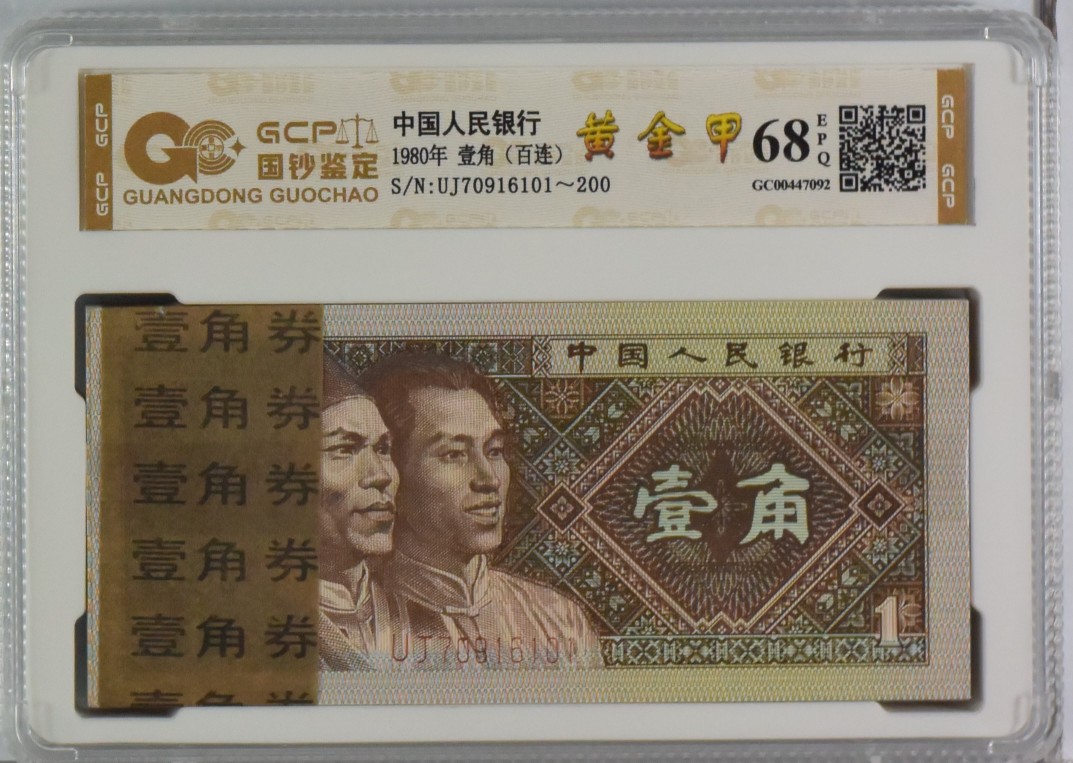 GCP
GCP
GCP
国钞鉴定
GUANGDONG GUOCHAO
中国人民银行
1980年 壹角（百连）
S/N:UJ70916101～200
黄金甲
68
EPQ
GC00447092
GCP
GCP
壹角券
壹角券
壹角券
壹角券
壹角券
壹角券
中国人民银行
壹角
1
UJ70916101